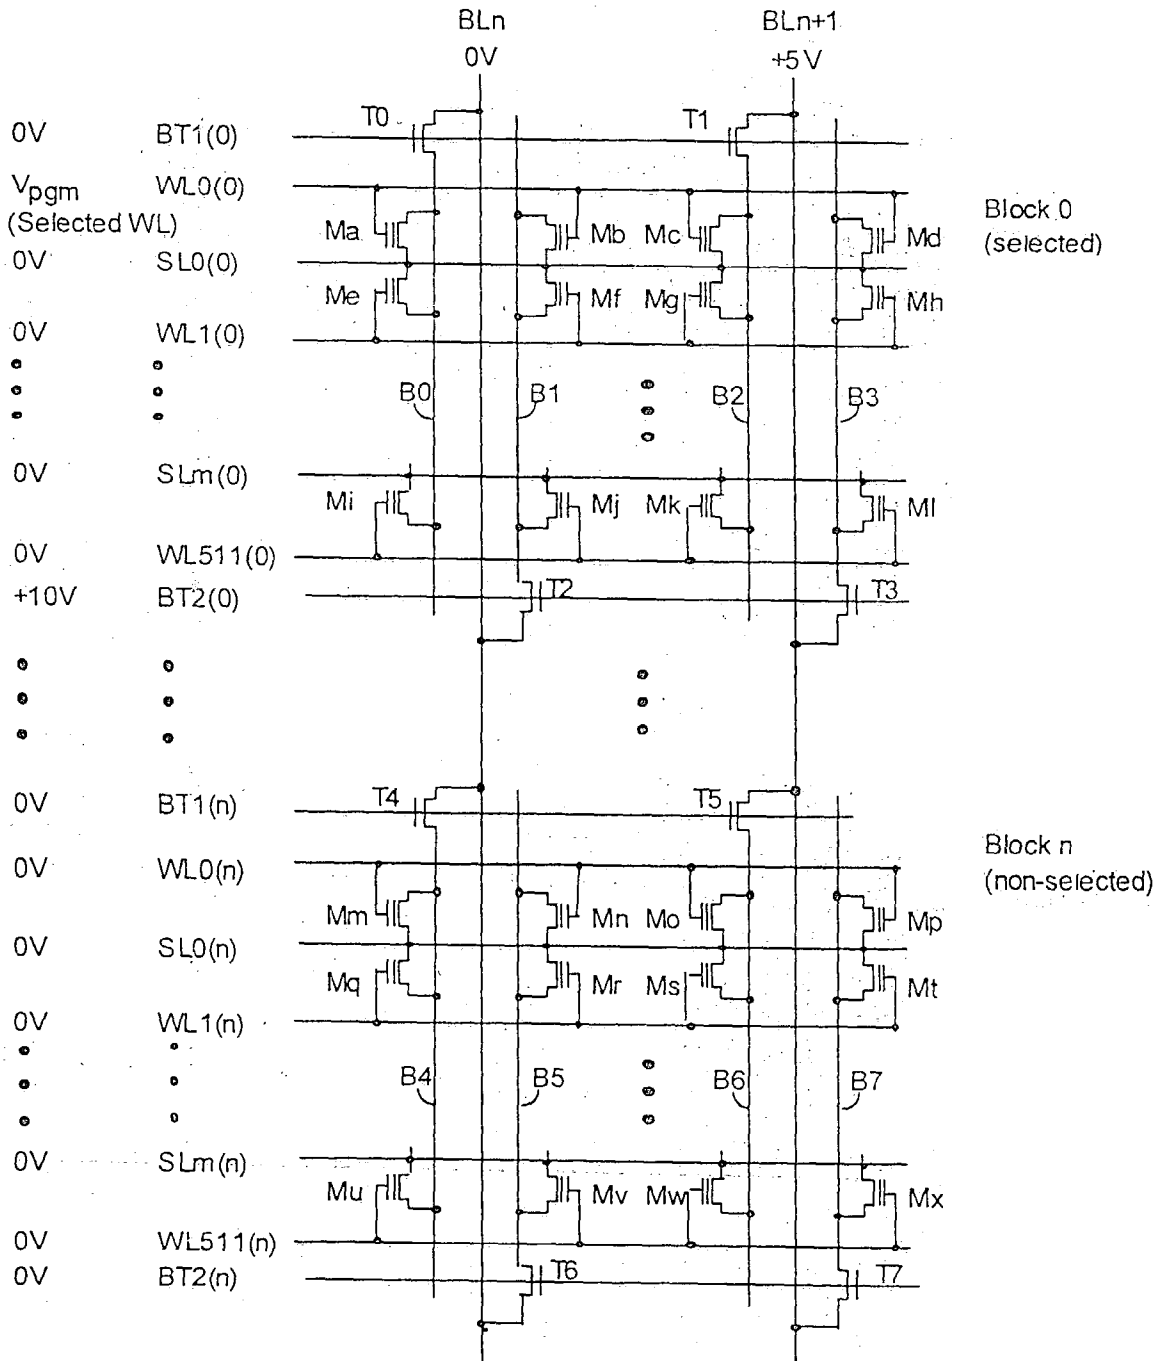 BLn BLn+1
0V +5V
0V BT1(0) T0 T1
Vpgm WL0(0) Block 0
(Selected WL) Ma Mb Mc Md (selected)
0V SL0(0)
Me Mf Mg Mh
0V WL1(0)
B0 B1 B2 B3
0V SLm(0)
Mi Mj Mk Ml
0V WL511(0)
+10V BT2(0) T2 T3
0V BT1(n) T4 T5
Block n
0V WL0(n) (non-selected)
Mm Mn Mo Mp
0V SL0(n)
Mq Mr Ms Mt
0V WL1(n)
B4 B5 B6 B7
0V SLm(n)
Mu Mv Mw Mx
0V WL511(n)
0V BT2(n) T6 T7